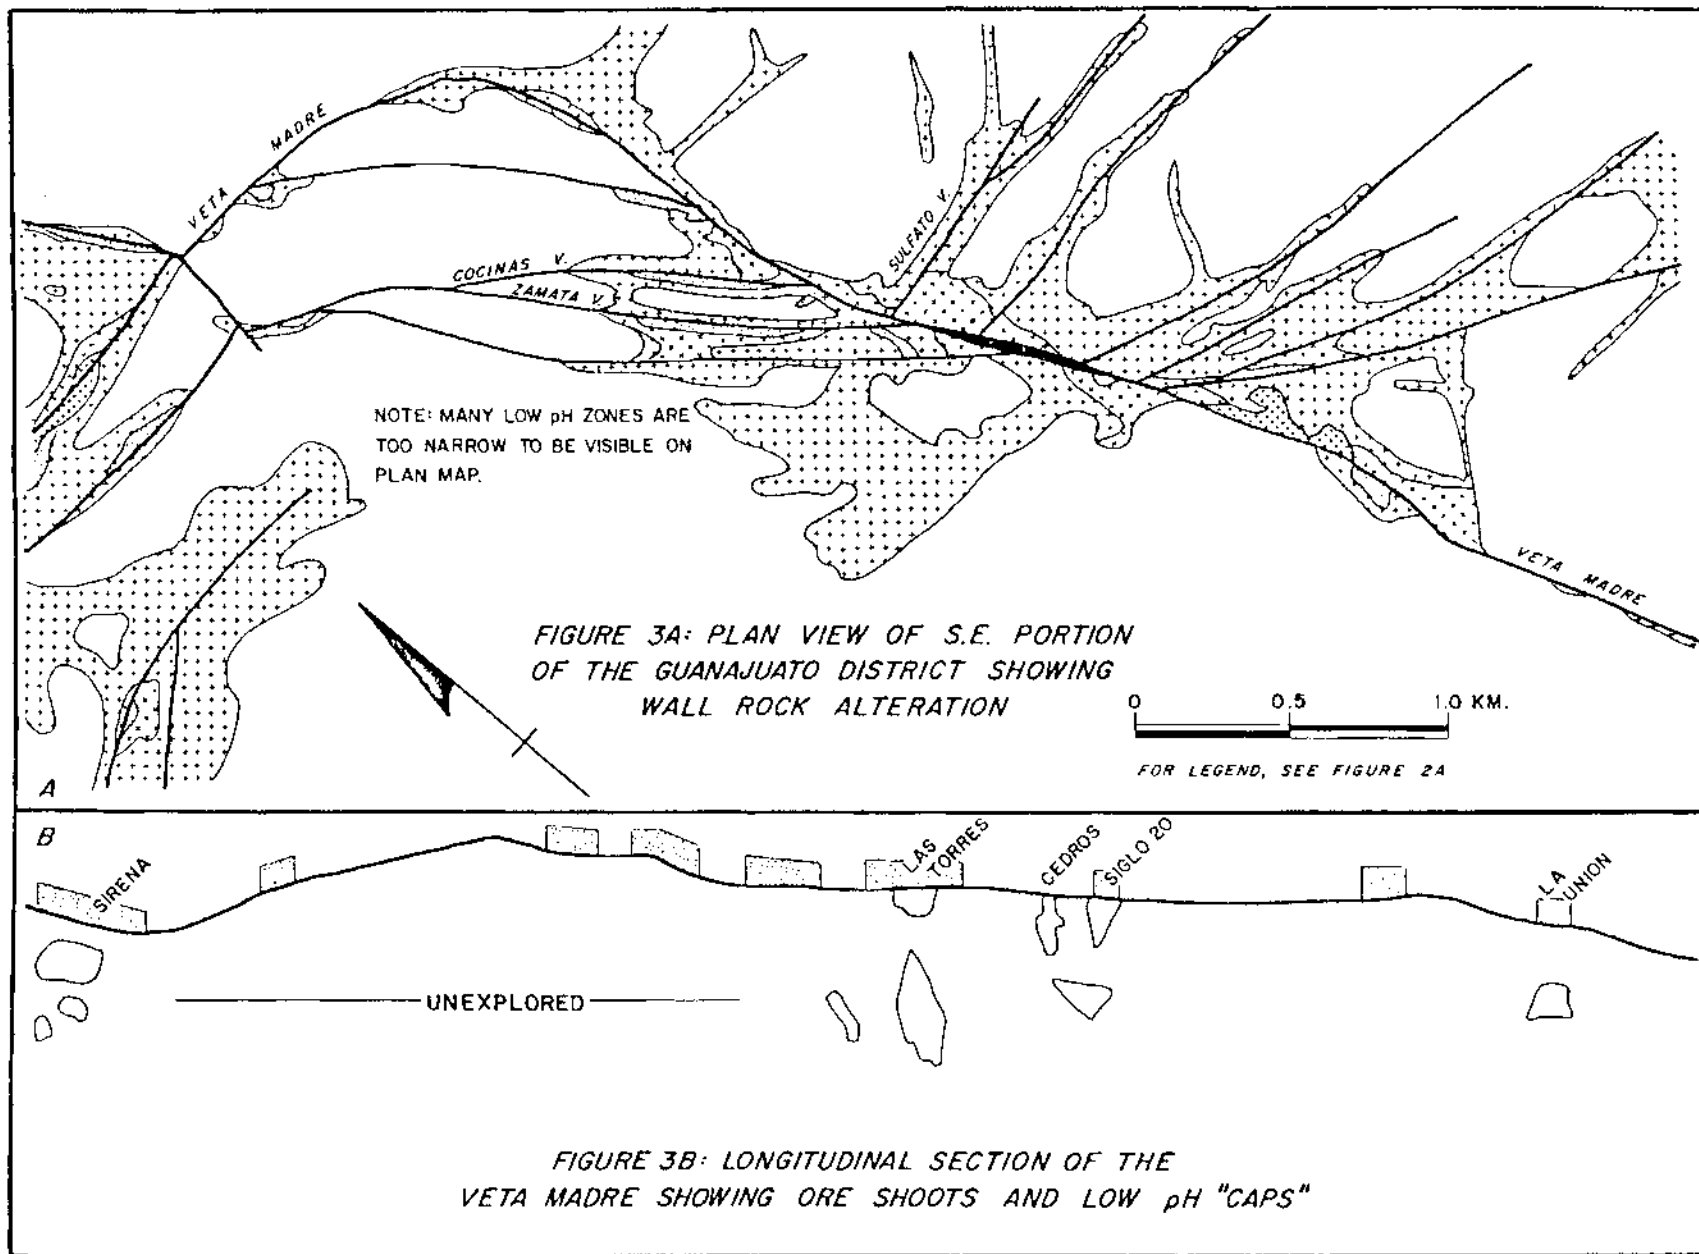 VETA MADRE
COCINAS V.
ZAMATA V.
SULFATO V.
NOTE: MANY LOW pH ZONES ARE
TOO NARROW TO BE VISIBLE ON
PLAN MAP.
VETA MADRE
FIGURE 3A: PLAN VIEW OF S.E. PORTION
OF THE GUANAJUATO DISTRICT SHOWING
WALL ROCK ALTERATION
0 0.5 1.0 KM.
FOR LEGEND, SEE FIGURE 2A
A
B
SIRENA
LAS
TORRES
CEDROS
SIGLO 20
LA
UNION
UNEXPLORED
FIGURE 3B: LONGITUDINAL SECTION OF THE
VETA MADRE SHOWING ORE SHOOTS AND LOW pH "CAPS"